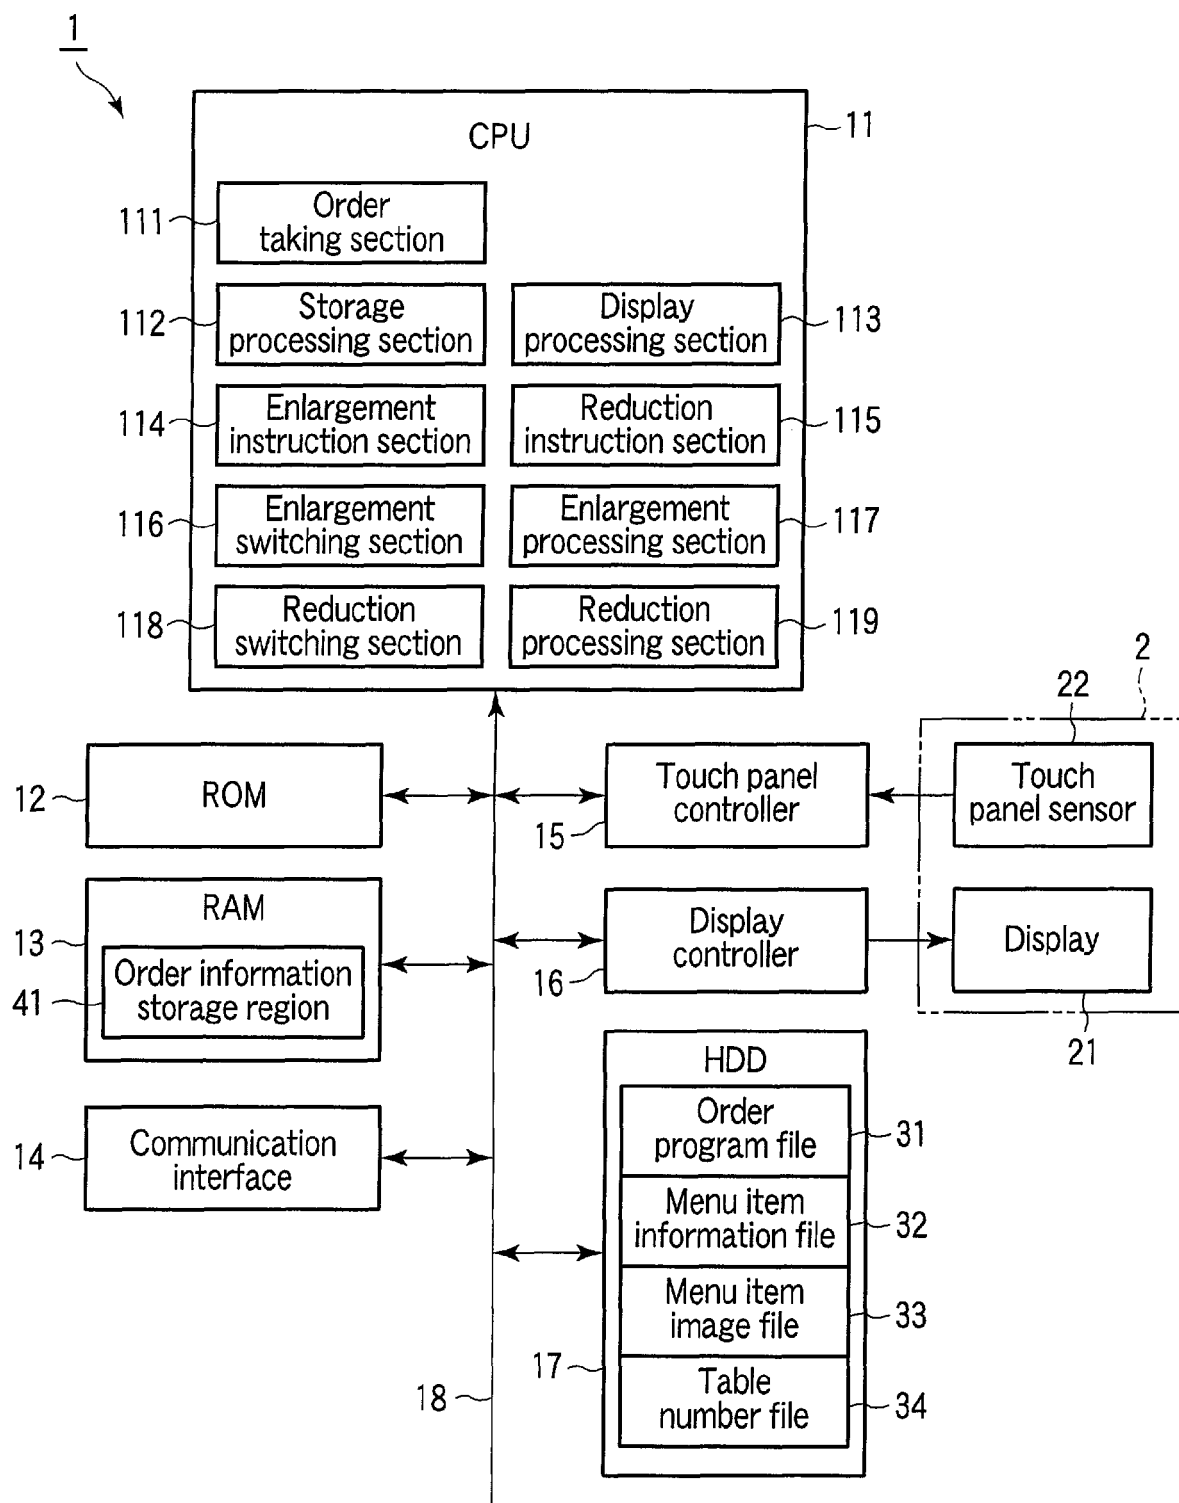 1
CPU
11
111
Order
taking section
112
Storage
processing section
Display
processing section
113
114
Enlargement
instruction section
Reduction
instruction section
115
116
Enlargement
switching section
Enlargement
processing section
117
118
Reduction
switching section
Reduction
processing section
119
2
22
12
ROM
Touch panel
controller
15
Touch
panel sensor
13
RAM
41
Order information
storage region
Display
controller
16
Display
21
14
Communication
interface
HDD
Order
program file
31
Menu item
information file
32
Menu item
image file
33
17
Table
number file
34
18